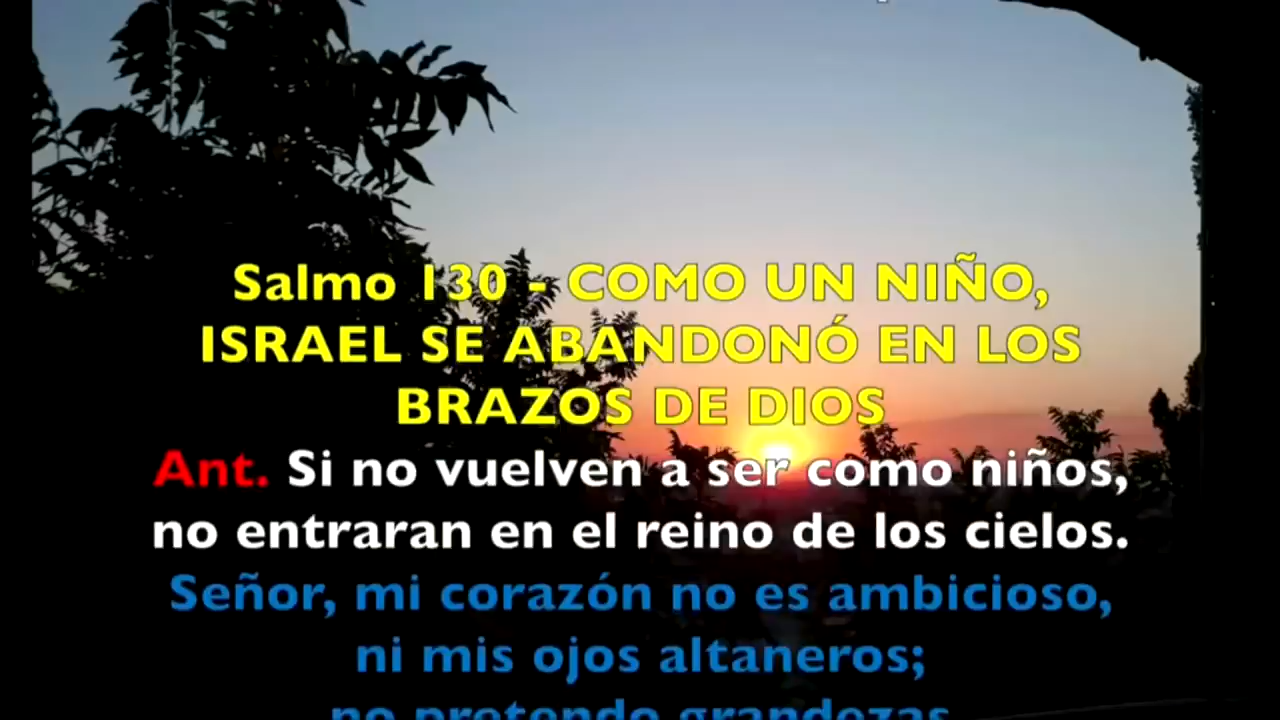 Salmo 130 - COMO UN NIÑO,
ISRAEL SE ABANDONÓ EN LOS
BRAZOS DE DIOS
Ant. Si no vuelven a ser como niños,
no entraran en el reino de los cielos.
Señor, mi corazón no es ambicioso,
ni mis ojos altaneros;
no pretendo grandezas